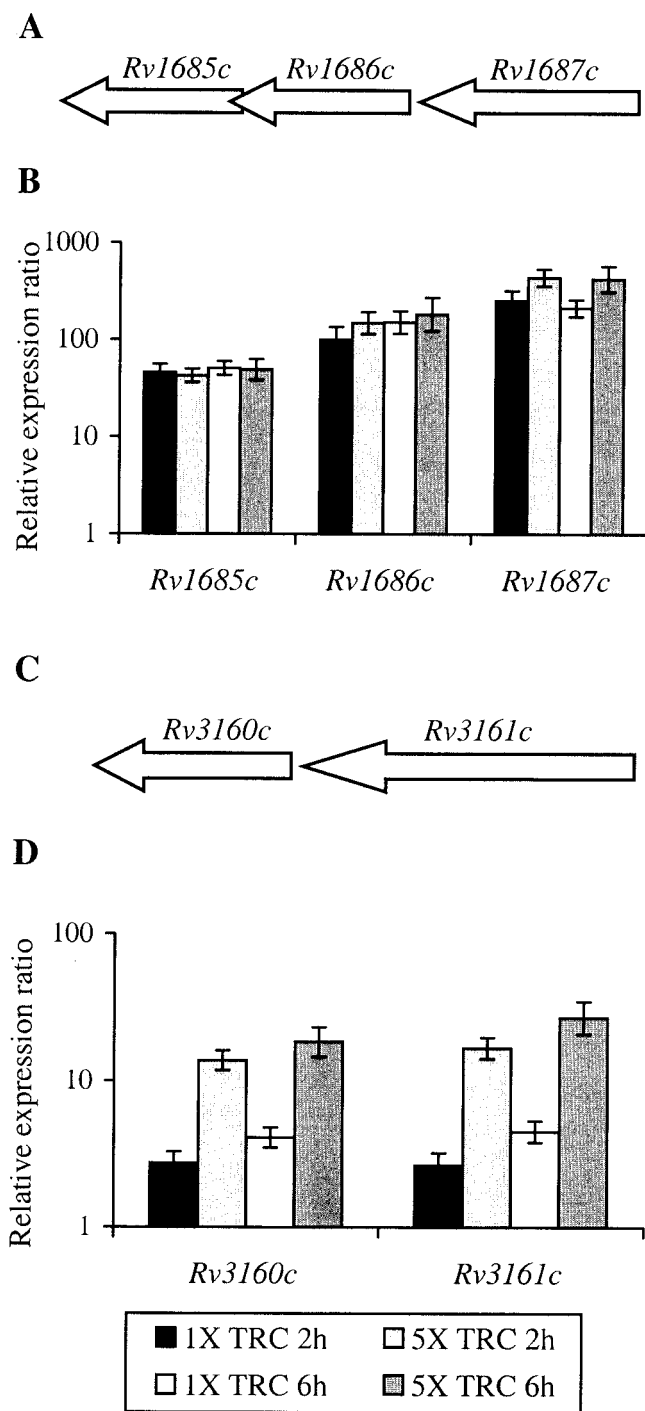 A
Rv1685c Rv1686c Rv1687c
B
Relative expression ratio
1000
100
10
1
Rv1685c Rv1686c Rv1687c
C
Rv3160c Rv3161c
D
Relative expression ratio
100
10
1
Rv3160c Rv3161c
1X TRC 2h 5X TRC 2h
1X TRC 6h 5X TRC 6h